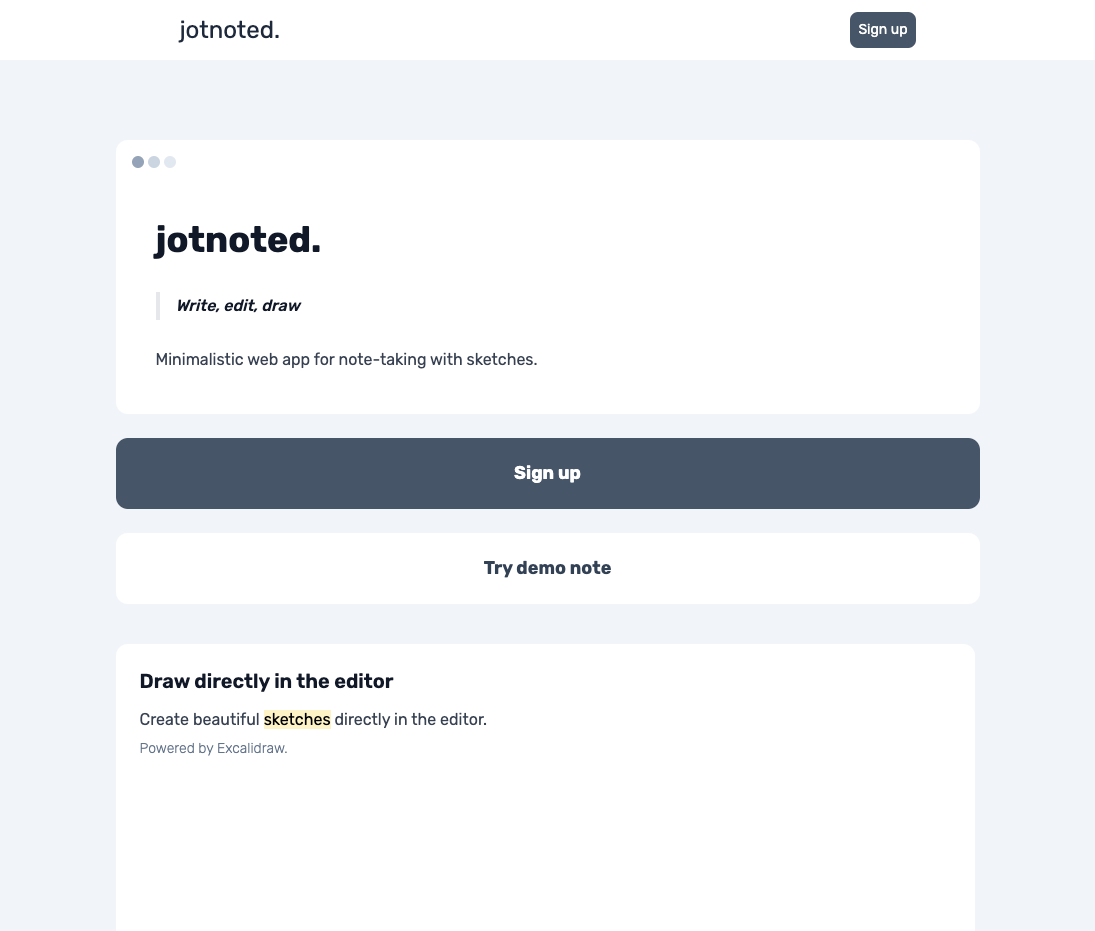 jotnoted.
Sign up
jotnoted.
Write, edit, draw
Minimalistic web app for note-taking with sketches.
Sign up
Try demo note
Draw directly in the editor
Create beautiful sketches directly in the editor.
Powered by Excalidraw.